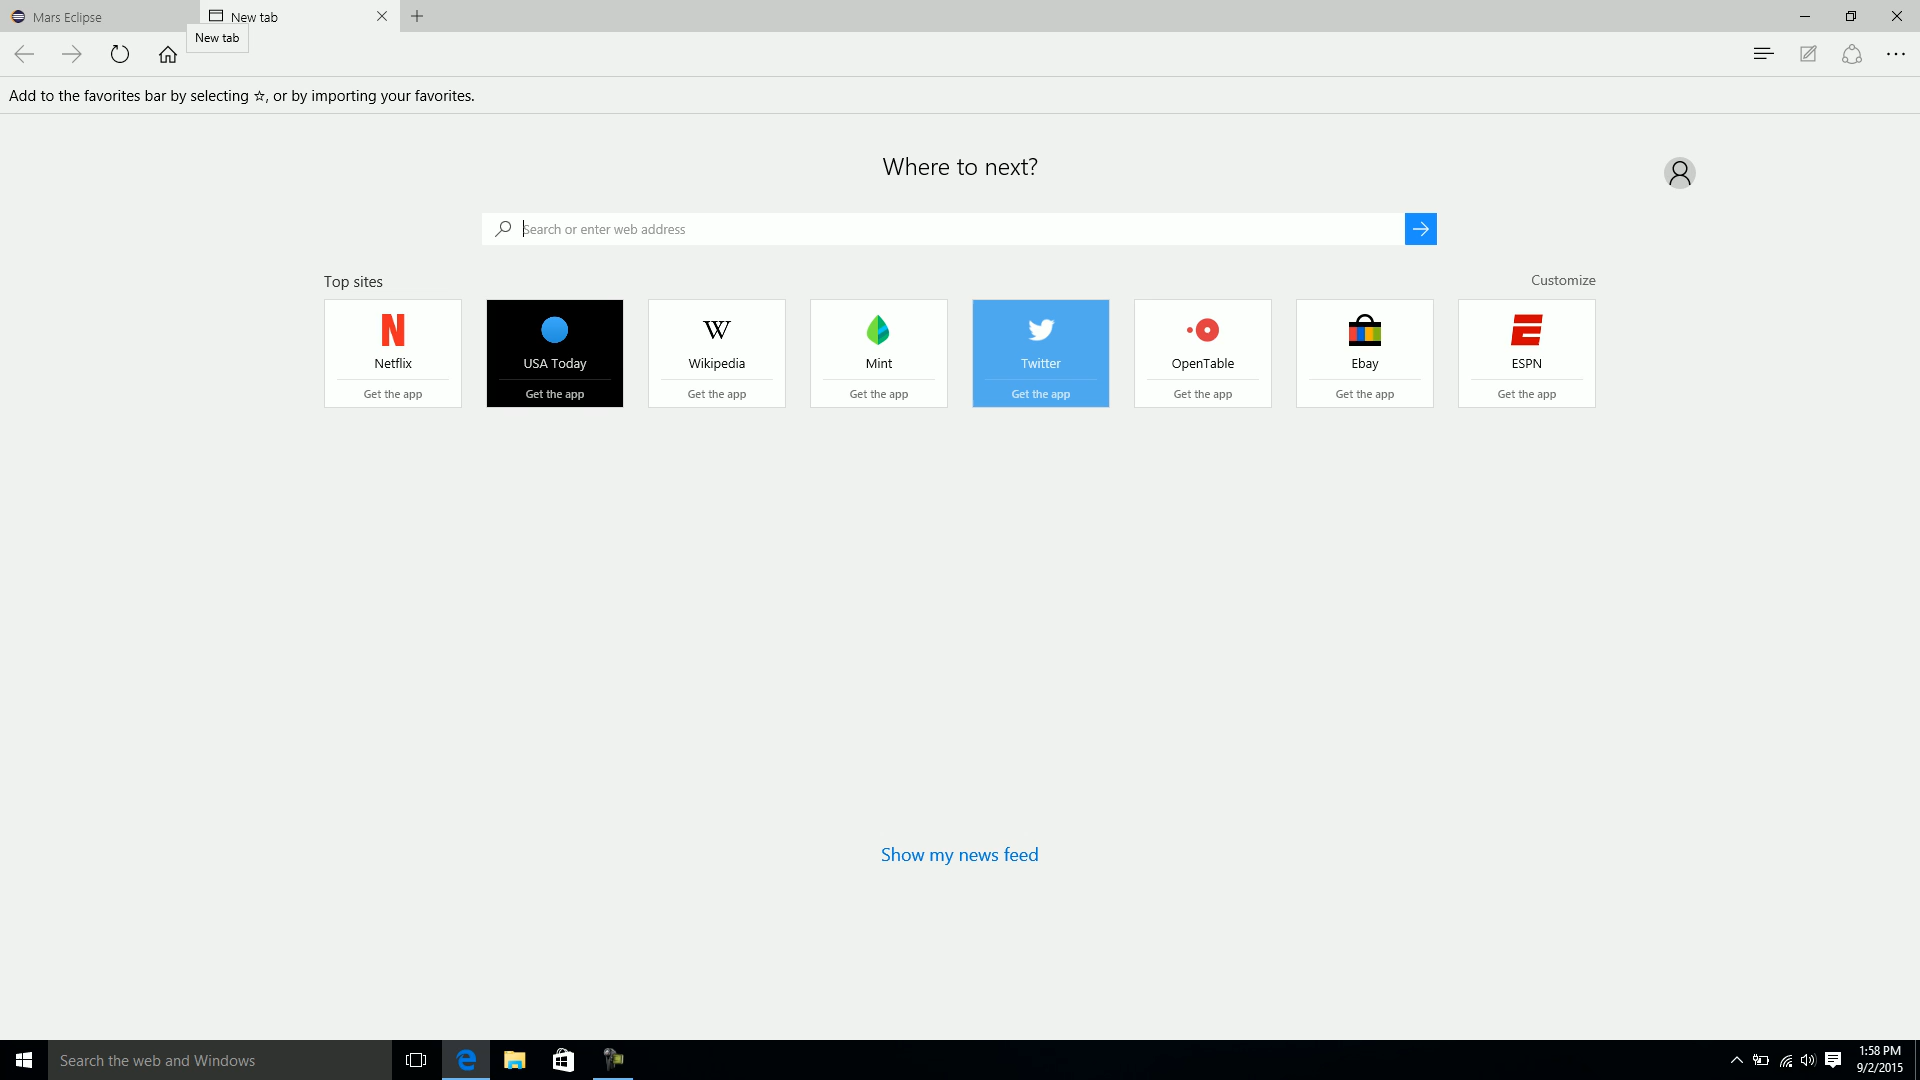 Mars Eclipse
New tab
New tab
Add to the favorites bar by selecting ☆, or by importing your favorites.
Where to next?
Search or enter web address
Top sites
Customize
Netflix
Get the app
USA Today
Get the app
W
Wikipedia
Get the app
Mint
Get the app
Twitter
Get the app
OpenTable
Get the app
Ebay
Get the app
ESPN
Get the app
Show my news feed
Search the web and Windows
1:58 PM
9/2/2015